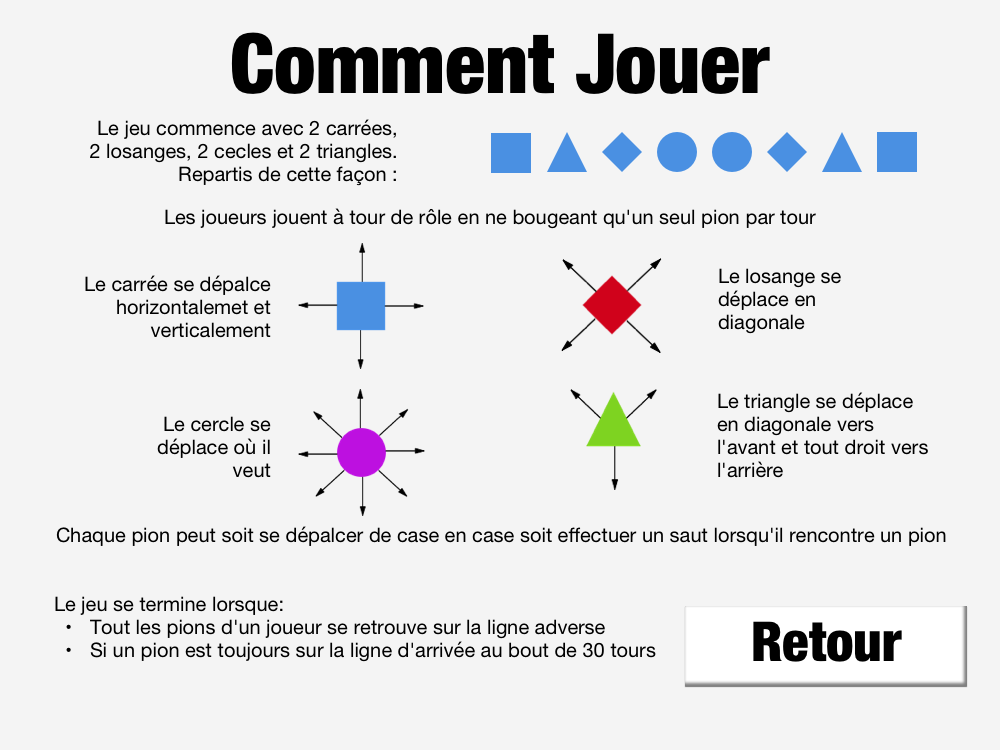 Comment Jouer
Le jeu commence avec 2 carrées,
2 losanges, 2 cecles et 2 triangles.
Repartis de cette façon :
Les joueurs jouent à tour de rôle en ne bougeant qu'un seul pion par tour
Le carrée se dépalce
horizontalemet et
verticalement
Le losange se
déplace en
diagonale
Le cercle se
déplace où il
veut
Le triangle se déplace
en diagonale vers
l'avant et tout droit vers
l'arrière
Chaque pion peut soit se dépalcer de case en case soit effectuer un saut lorsqu'il rencontre un pion
Le jeu se termine lorsque:
• Tout les pions d'un joueur se retrouve sur la ligne adverse
• Si un pion est toujours sur la ligne d'arrivée au bout de 30 tours
Retour